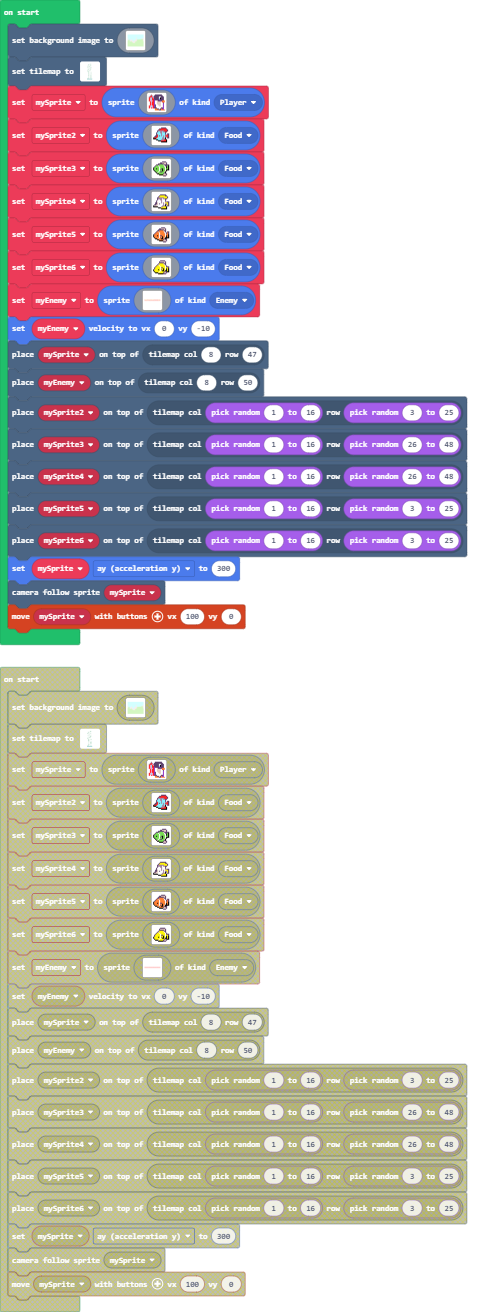 on start
set background image to
set tilemap to
set mySprite to sprite of kind Player
set mySprite2 to sprite of kind Food
set mySprite3 to sprite of kind Food
set mySprite4 to sprite of kind Food
set mySprite5 to sprite of kind Food
set mySprite6 to sprite of kind Food
set myEnemy to sprite of kind Enemy
set myEnemy velocity to vx 0 vy -10
place mySprite on top of tilemap col 8 row 47
place myEnemy on top of tilemap col 8 row 50
place mySprite2 on top of tilemap col pick random 1 to 16 row pick random 3 to 25
place mySprite3 on top of tilemap col pick random 1 to 16 row pick random 26 to 48
place mySprite4 on top of tilemap col pick random 1 to 16 row pick random 26 to 48
place mySprite5 on top of tilemap col pick random 1 to 16 row pick random 3 to 25
place mySprite6 on top of tilemap col pick random 1 to 16 row pick random 3 to 25
set mySprite ay (acceleration y) to 300
camera follow sprite mySprite
move mySprite with buttons + vx 100 vy 0
on start
set background image to
set tilemap to
set mySprite to sprite of kind Player
set mySprite2 to sprite of kind Food
set mySprite3 to sprite of kind Food
set mySprite4 to sprite of kind Food
set mySprite5 to sprite of kind Food
set mySprite6 to sprite of kind Food
set myEnemy to sprite of kind Enemy
set myEnemy velocity to vx 0 vy -10
place mySprite on top of tilemap col 8 row 47
place myEnemy on top of tilemap col 8 row 50
place mySprite2 on top of tilemap col pick random 1 to 16 row pick random 3 to 25
place mySprite3 on top of tilemap col pick random 1 to 16 row pick random 26 to 48
place mySprite4 on top of tilemap col pick random 1 to 16 row pick random 26 to 48
place mySprite5 on top of tilemap col pick random 1 to 16 row pick random 3 to 25
place mySprite6 on top of tilemap col pick random 1 to 16 row pick random 3 to 25
set mySprite ay (acceleration y) to 300
camera follow sprite mySprite
move mySprite with buttons + vx 100 vy 0